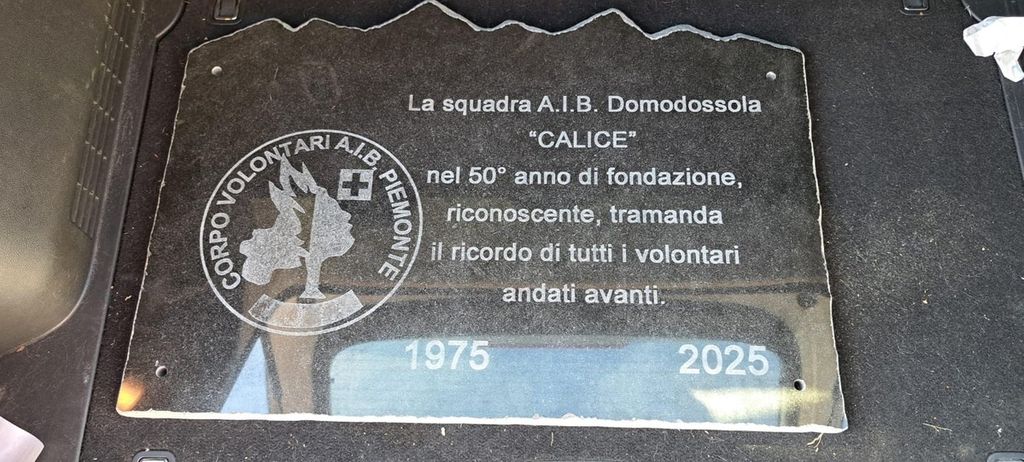 CORPO VOLONTARI A.I.B. PIEMONTE
La squadra A.I.B. Domodossola
“CALICE”
nel 50° anno di fondazione,
riconoscente, tramanda
il ricordo di tutti i volontari
andati avanti.
1975 2025